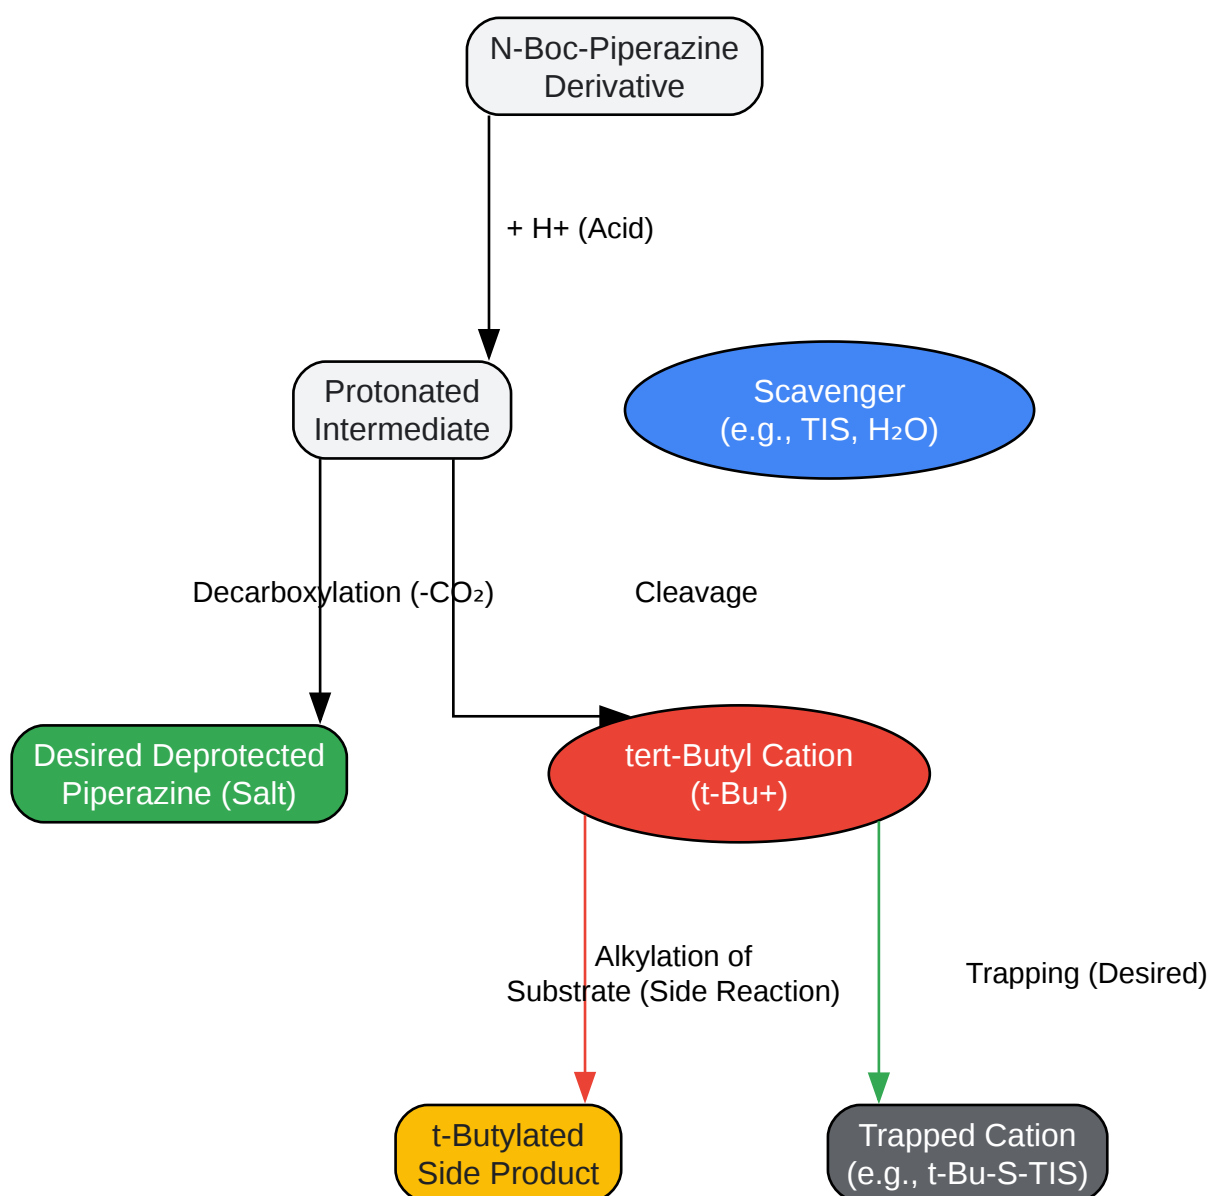 N-Boc-Piperazine
Derivative
+ H+ (Acid)
Protonated
Intermediate
Scavenger
(e.g., TIS, H₂O)
Decarboxylation (-CO₂)
Cleavage
Desired Deprotected
Piperazine (Salt)
tert-Butyl Cation
(t-Bu+)
Alkylation of
Substrate (Side Reaction)
Trapping (Desired)
t-Butylated
Side Product
Trapped Cation
(e.g., t-Bu-S-TIS)